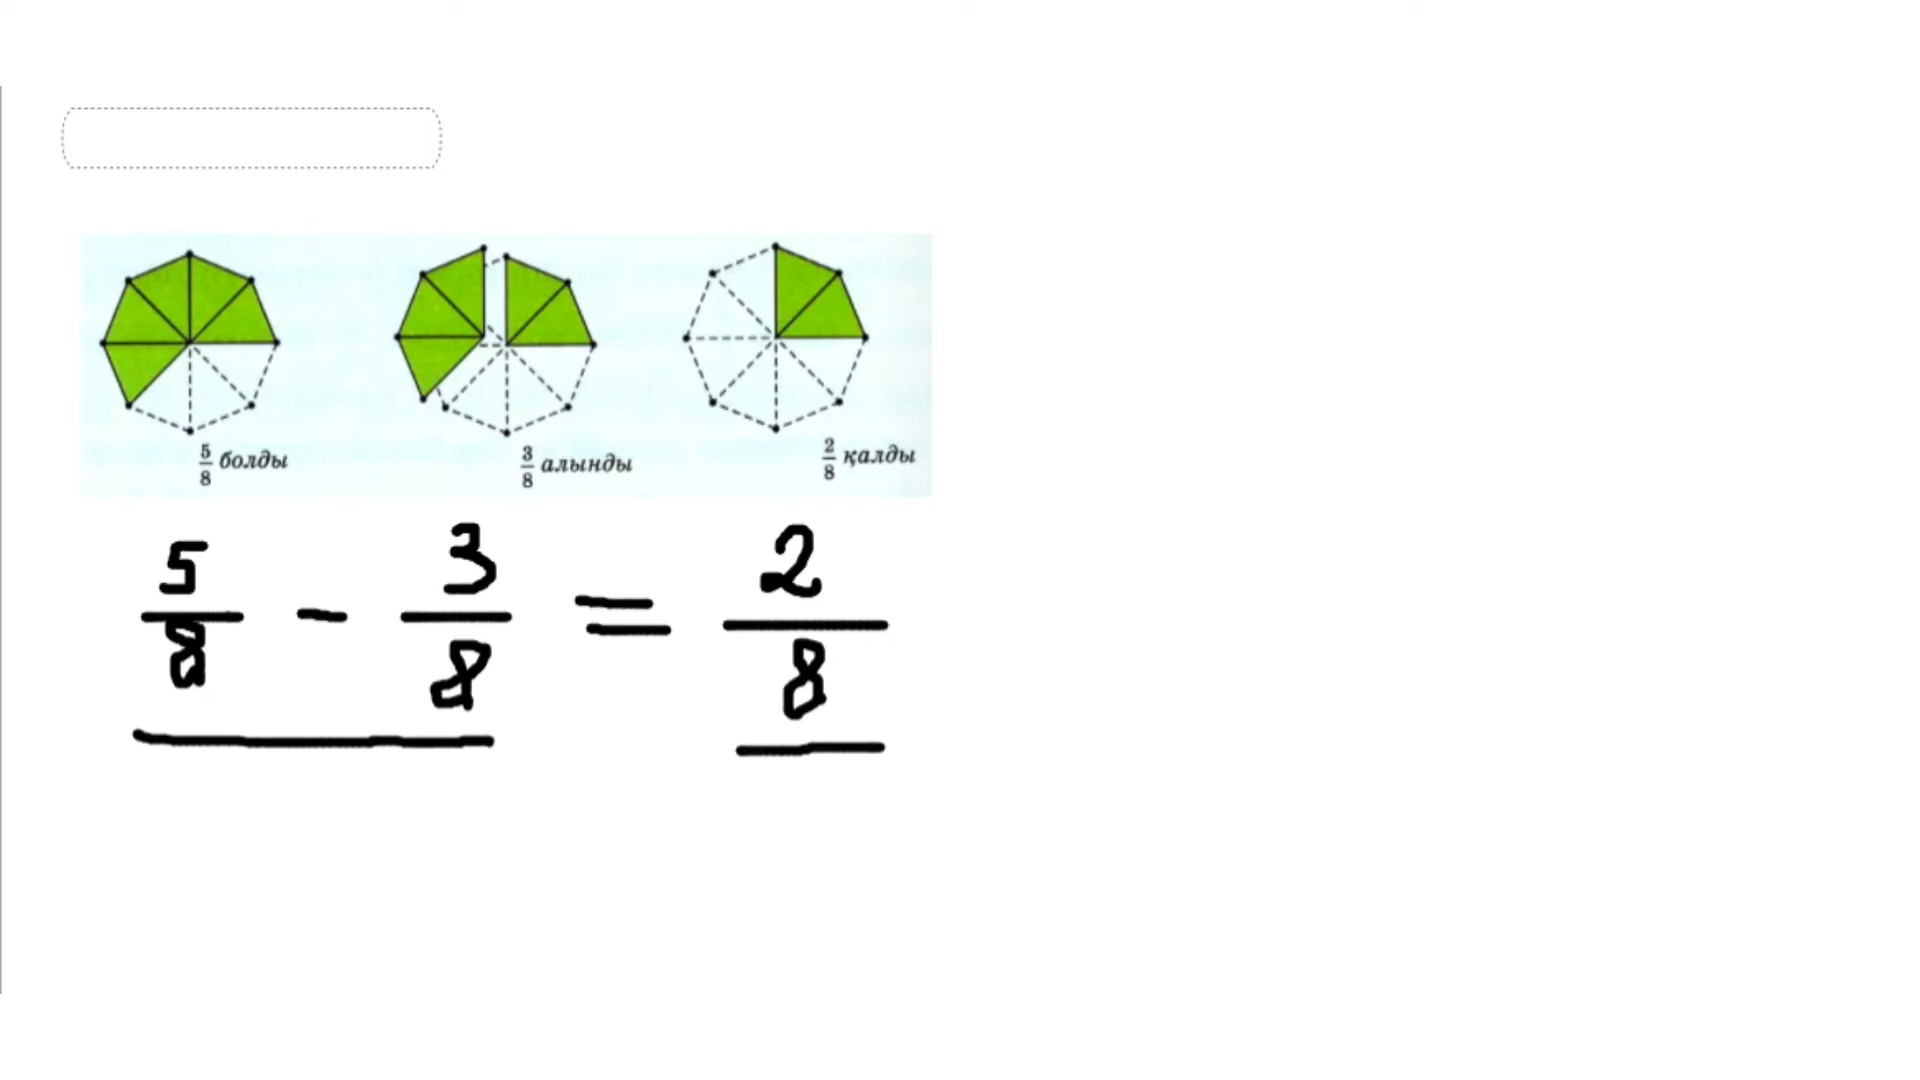 5/8 болды 3/8 алынды 2/8 қалды
5/8 - 3/8 = 2/8